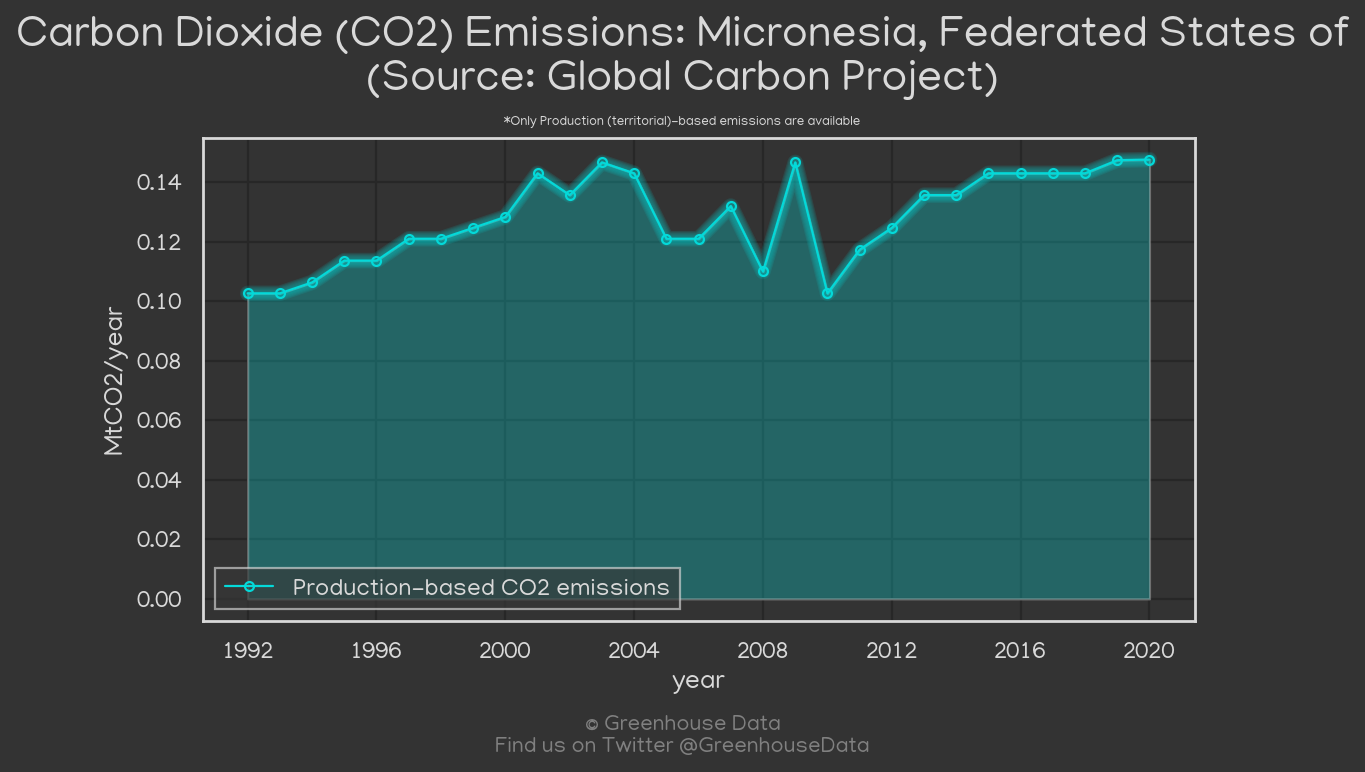 Carbon Dioxide (CO2) Emissions: Micronesia, Federated States of
(Source: Global Carbon Project)
*Only Production (territorial)-based emissions are available
MtCO2/year
0.14
0.12
0.10
0.08
0.06
0.04
0.02
0.00
Production-based CO2 emissions
1992 1996 2000 2004 2008 2012 2016 2020
year
© Greenhouse Data
Find us on Twitter @GreenhouseData